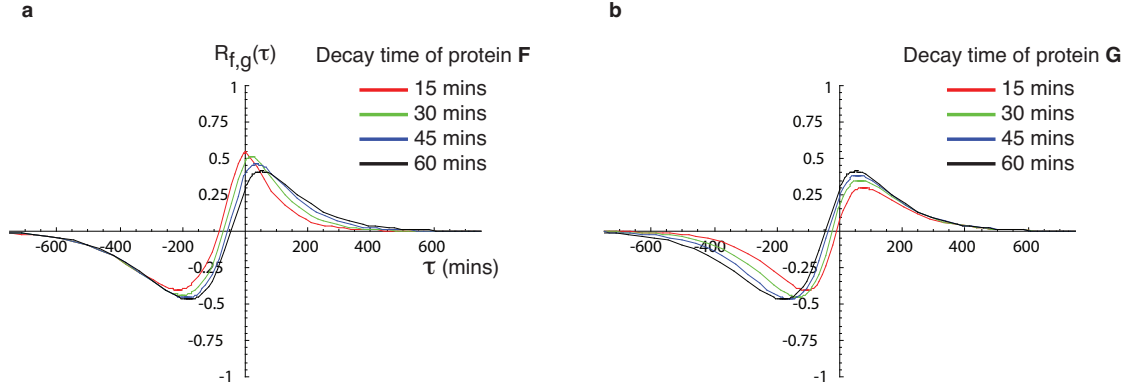 a
R_{f,g}(τ)
Decay time of protein F
15 mins
30 mins
45 mins
60 mins
1
0.75
0.5
0.25
-600
-400
-200
200
400
600
-0.25
-0.5
-0.75
-1
τ (mins)
b
Decay time of protein G
15 mins
30 mins
45 mins
60 mins
1
0.75
0.5
0.25
-600
-400
-200
200
400
600
-0.25
-0.5
-0.75
-1
τ (mins)